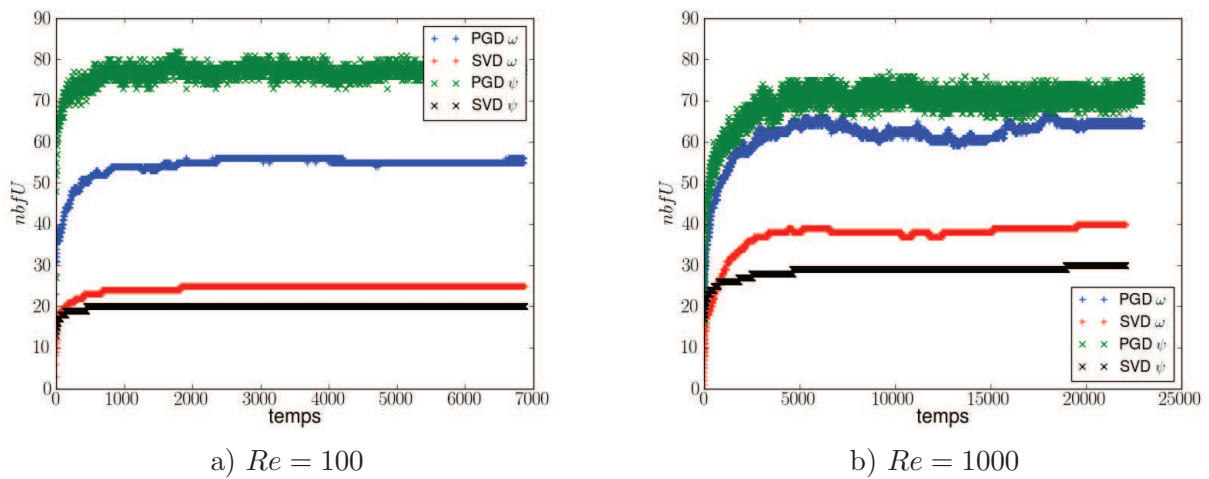 90
80
70
60
50
40
30
20
10
0
nbfU
0 1000 2000 3000 4000 5000 6000 7000
temps
PGD ω
SVD ω
PGD ψ
SVD ψ
a) Re = 100
90
80
70
60
50
40
30
20
10
0
nbfU
0 5000 10000 15000 20000 25000
temps
PGD ω
SVD ω
PGD ψ
SVD ψ
b) Re = 1000